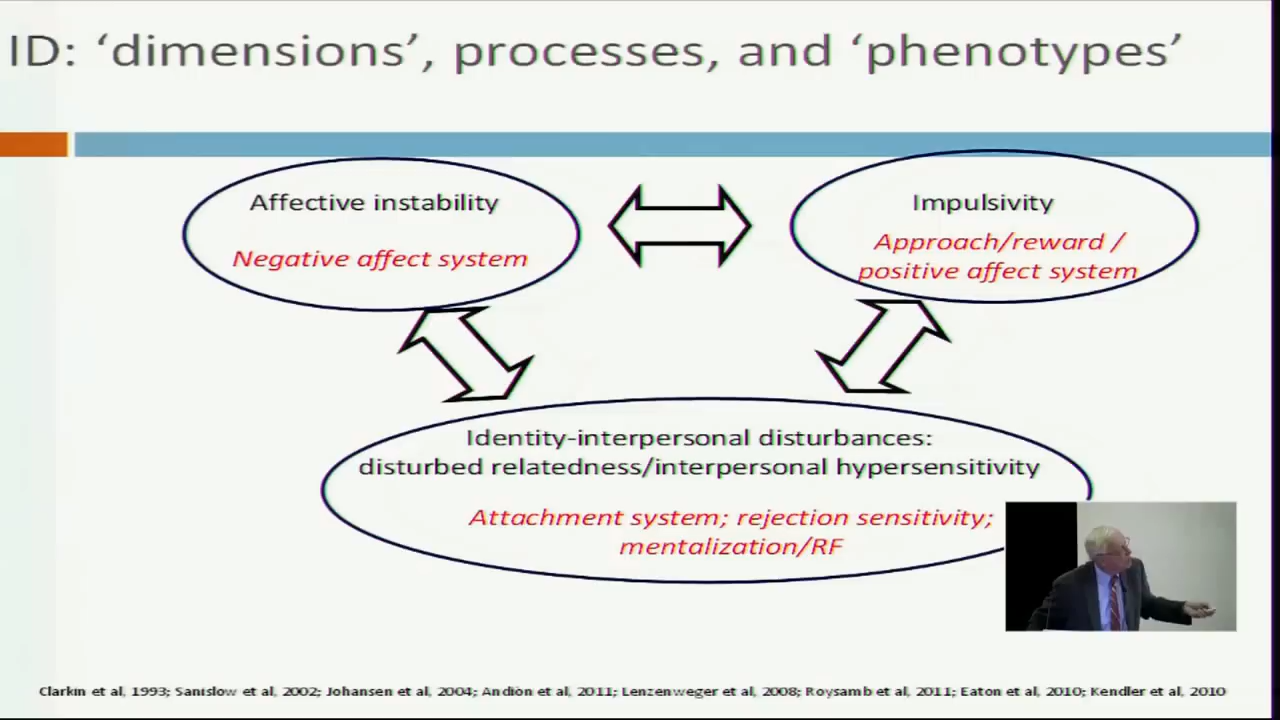 ID: ‘dimensions’, processes, and ‘phenotypes’
Affective instability
Negative affect system
Impulsivity
Approach/reward /
positive affect system
Identity-interpersonal disturbances:
disturbed relatedness/interpersonal hypersensitivity
Attachment system; rejection sensitivity;
mentalization/RF
Clarkin et al, 1993; Sanislow et al, 2002; Johansen et al, 2004; Andion et al, 2011; Lenzenweger et al, 2008; Roysamb et al, 2011; Eaton et al, 2010; Kendler et al, 2010